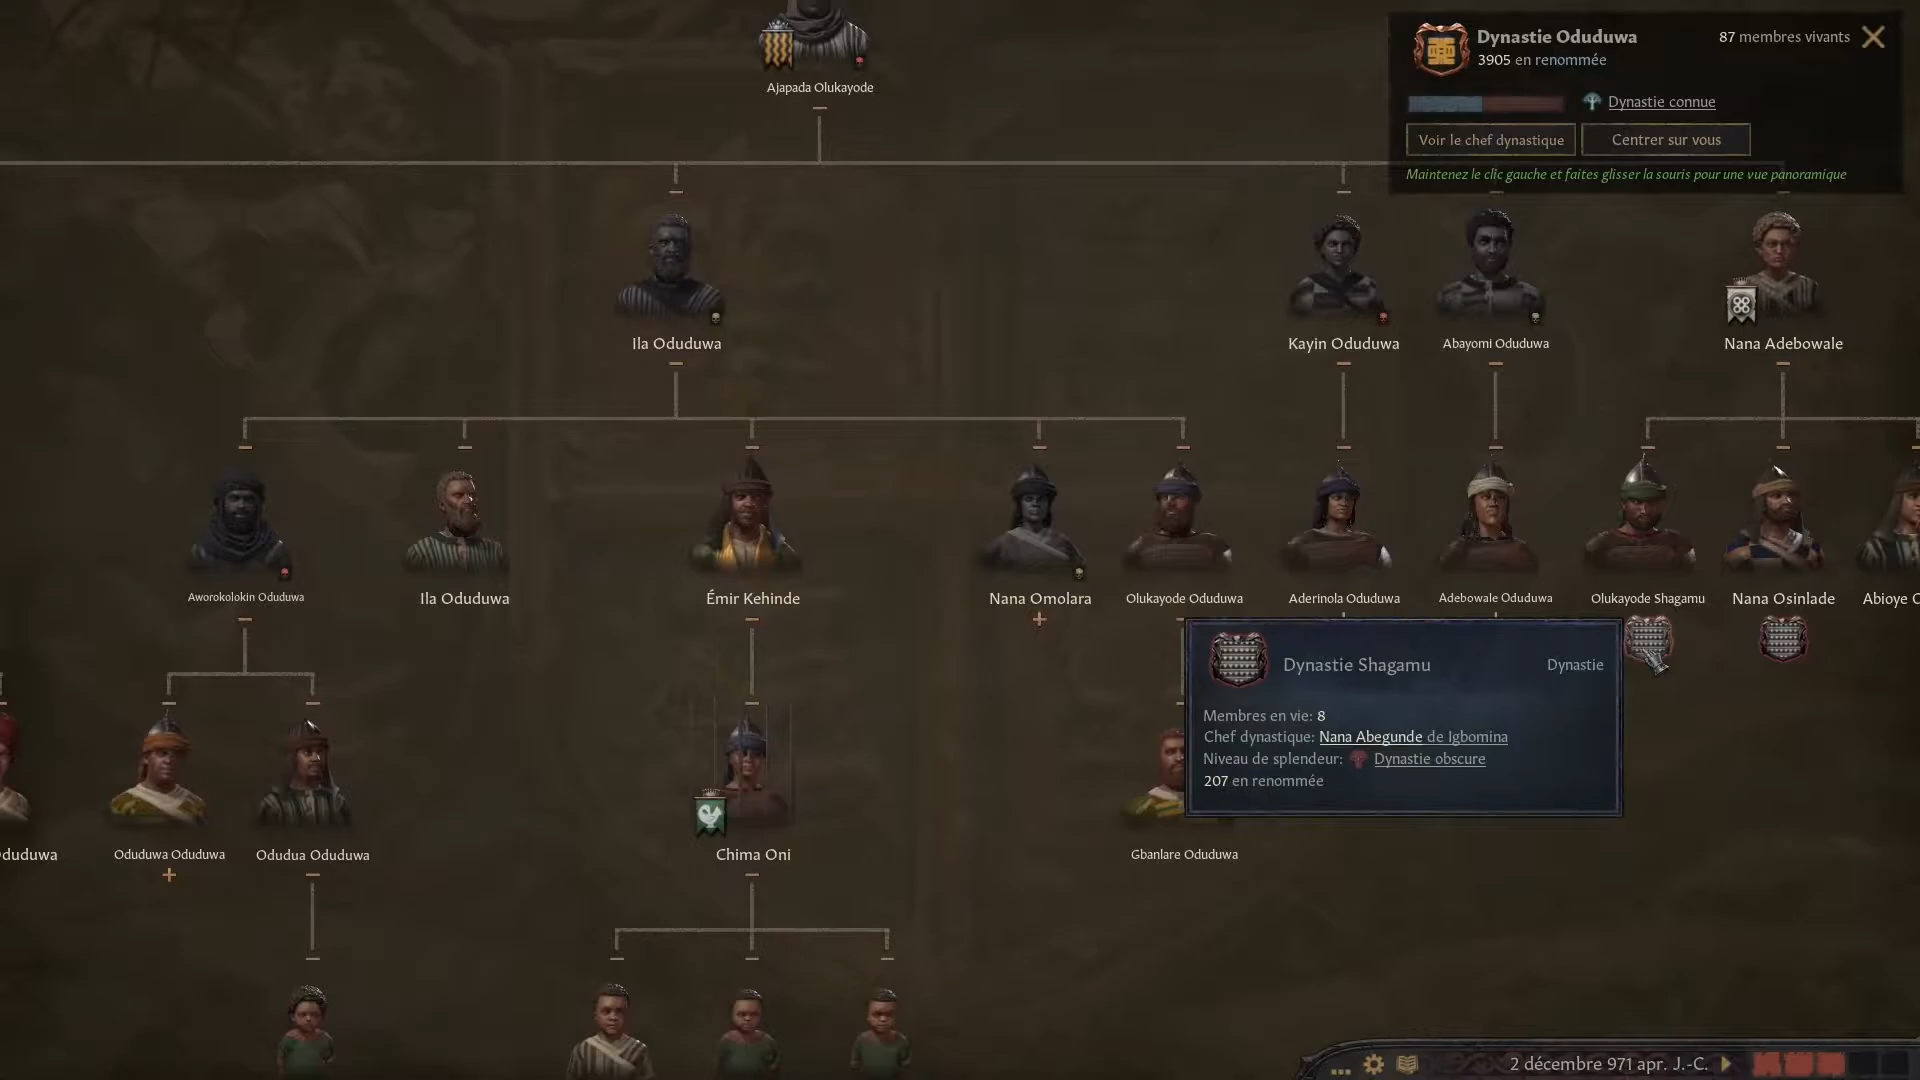 Dynastie Oduduwa
87 membres vivants
3905 en renommée
Dynastie connue
Voir le chef dynastique
Centrer sur vous
Maintenez le clic gauche et faites glisser la souris pour une vue panoramique
Ajapada Olukayode
Ila Oduduwa
Kayin Oduduwa
Abayomi Oduduwa
Nana Adebowale
Aworokolokin Oduduwa
Ila Oduduwa
Émir Kehinde
Nana Omolara
Olukayode Oduduwa
Aderinola Oduduwa
Adebowale Oduduwa
Olukayode Shagamu
Nana Osinlade
Abioye
Dynastie Shagamu
Dynastie
Membres en vie: 8
Chef dynastique: Nana Abegunde de Igbomina
Niveau de splendeur: Dynastie obscure
207 en renommée
duduwa
Oduduwa Oduduwa
Odudua Oduduwa
Chima Oni
Gbanlare Oduduwa
... 2 décembre 971 apr. J.-C.